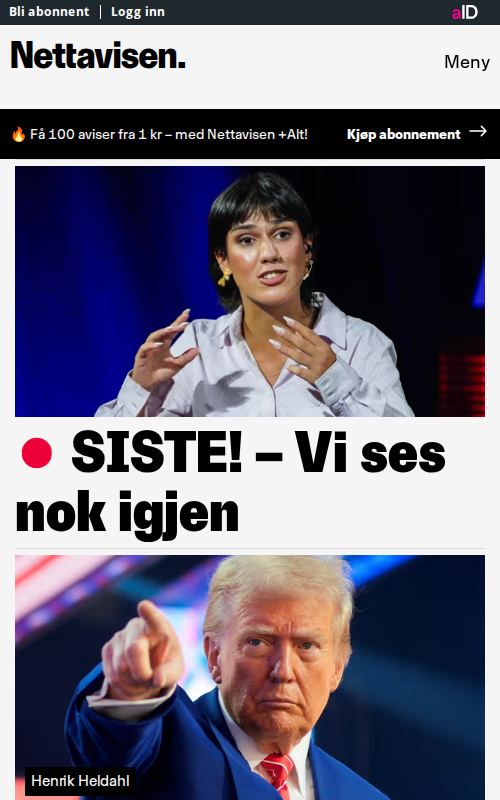 Bli abonnent | Logg inn aID
Nettavisen.
Meny
🔥 Få 100 aviser fra 1 kr – med Nettavisen +Alt! Kjøp abonnement →
SISTE! – Vi ses
nok igjen
Henrik Heldahl